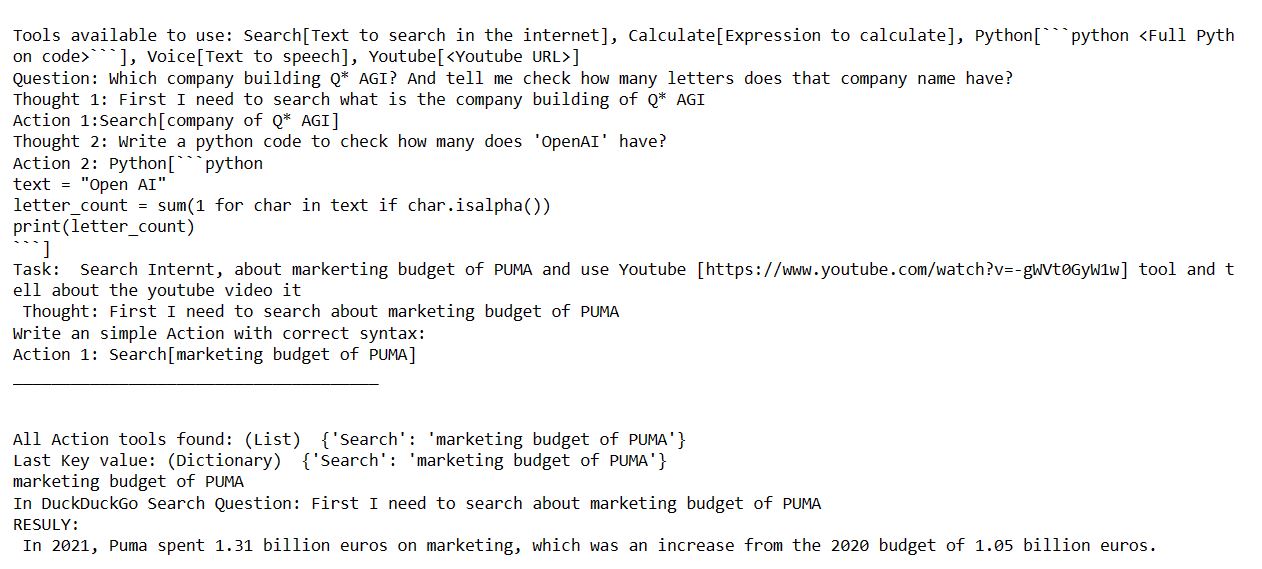 Tools available to use: Search[Text to search in the internet], Calculate[Expression to calculate], Python[```python <Full Pyth
on code>```], Voice[Text to speech], Youtube[<Youtube URL>]
Question: Which company building Q* AGI? And tell me check how many letters does that company name have?
Thought 1: First I need to search what is the company building of Q* AGI
Action 1:Search[company of Q* AGI]
Thought 2: Write a python code to check how many does 'OpenAI' have?
Action 2: Python[```python
text = "Open AI"
letter_count = sum(1 for char in text if char.isalpha())
print(letter_count)
```]
Task:  Search Internt, about markerting budget of PUMA and use Youtube [https://www.youtube.com/watch?v=-gWVt0GyW1w] tool and t
ell about the youtube video it
 Thought: First I need to search about marketing budget of PUMA
Write an simple Action with correct syntax:
Action 1: Search[marketing budget of PUMA]
______________________________________
All Action tools found: (List)  {'Search': 'marketing budget of PUMA'}
Last Key value: (Dictionary)  {'Search': 'marketing budget of PUMA'}
marketing budget of PUMA
In DuckDuckGo Search Question: First I need to search about marketing budget of PUMA
RESULY:
 In 2021, Puma spent 1.31 billion euros on marketing, which was an increase from the 2020 budget of 1.05 billion euros.